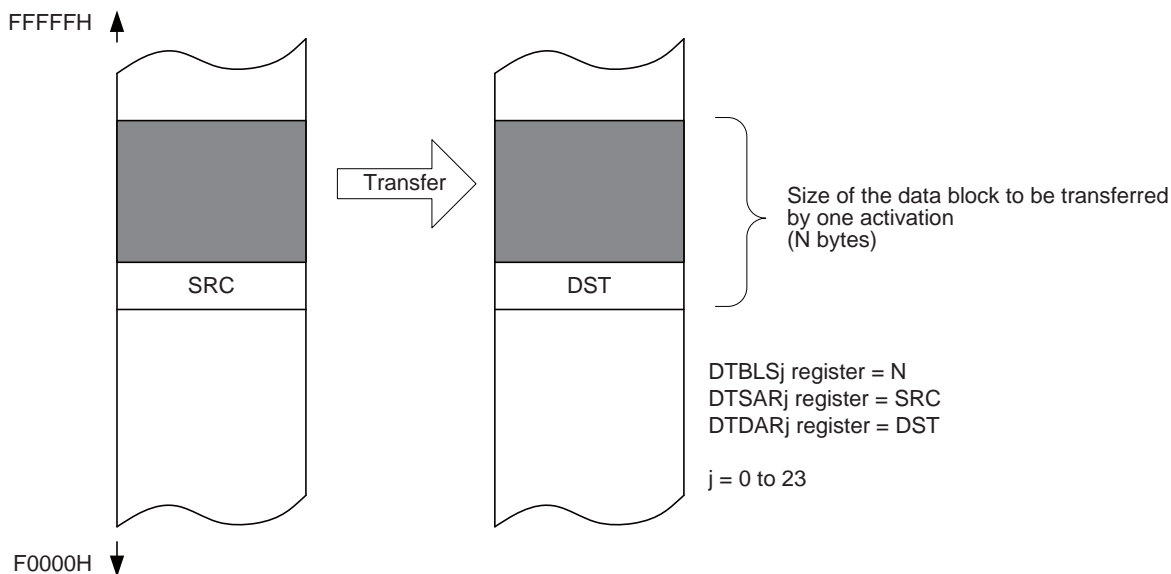 FFFFFH
Transfer
Size of the data block to be transferred
by one activation
(N bytes)
SRC
DST
DTBLSj register = N
DTSARj register = SRC
DTDARj register = DST
j = 0 to 23
F0000H